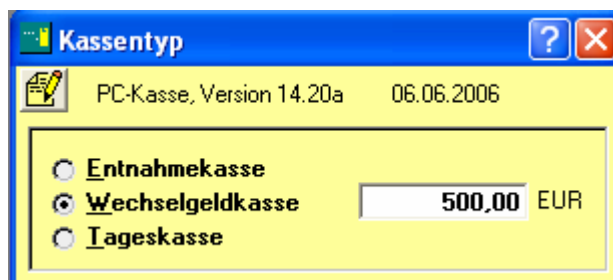 Kassentyp
PC-Kasse, Version 14.20a 06.06.2006
Entnahmekasse
Wechselgeldkasse 500,00 EUR
Tageskasse